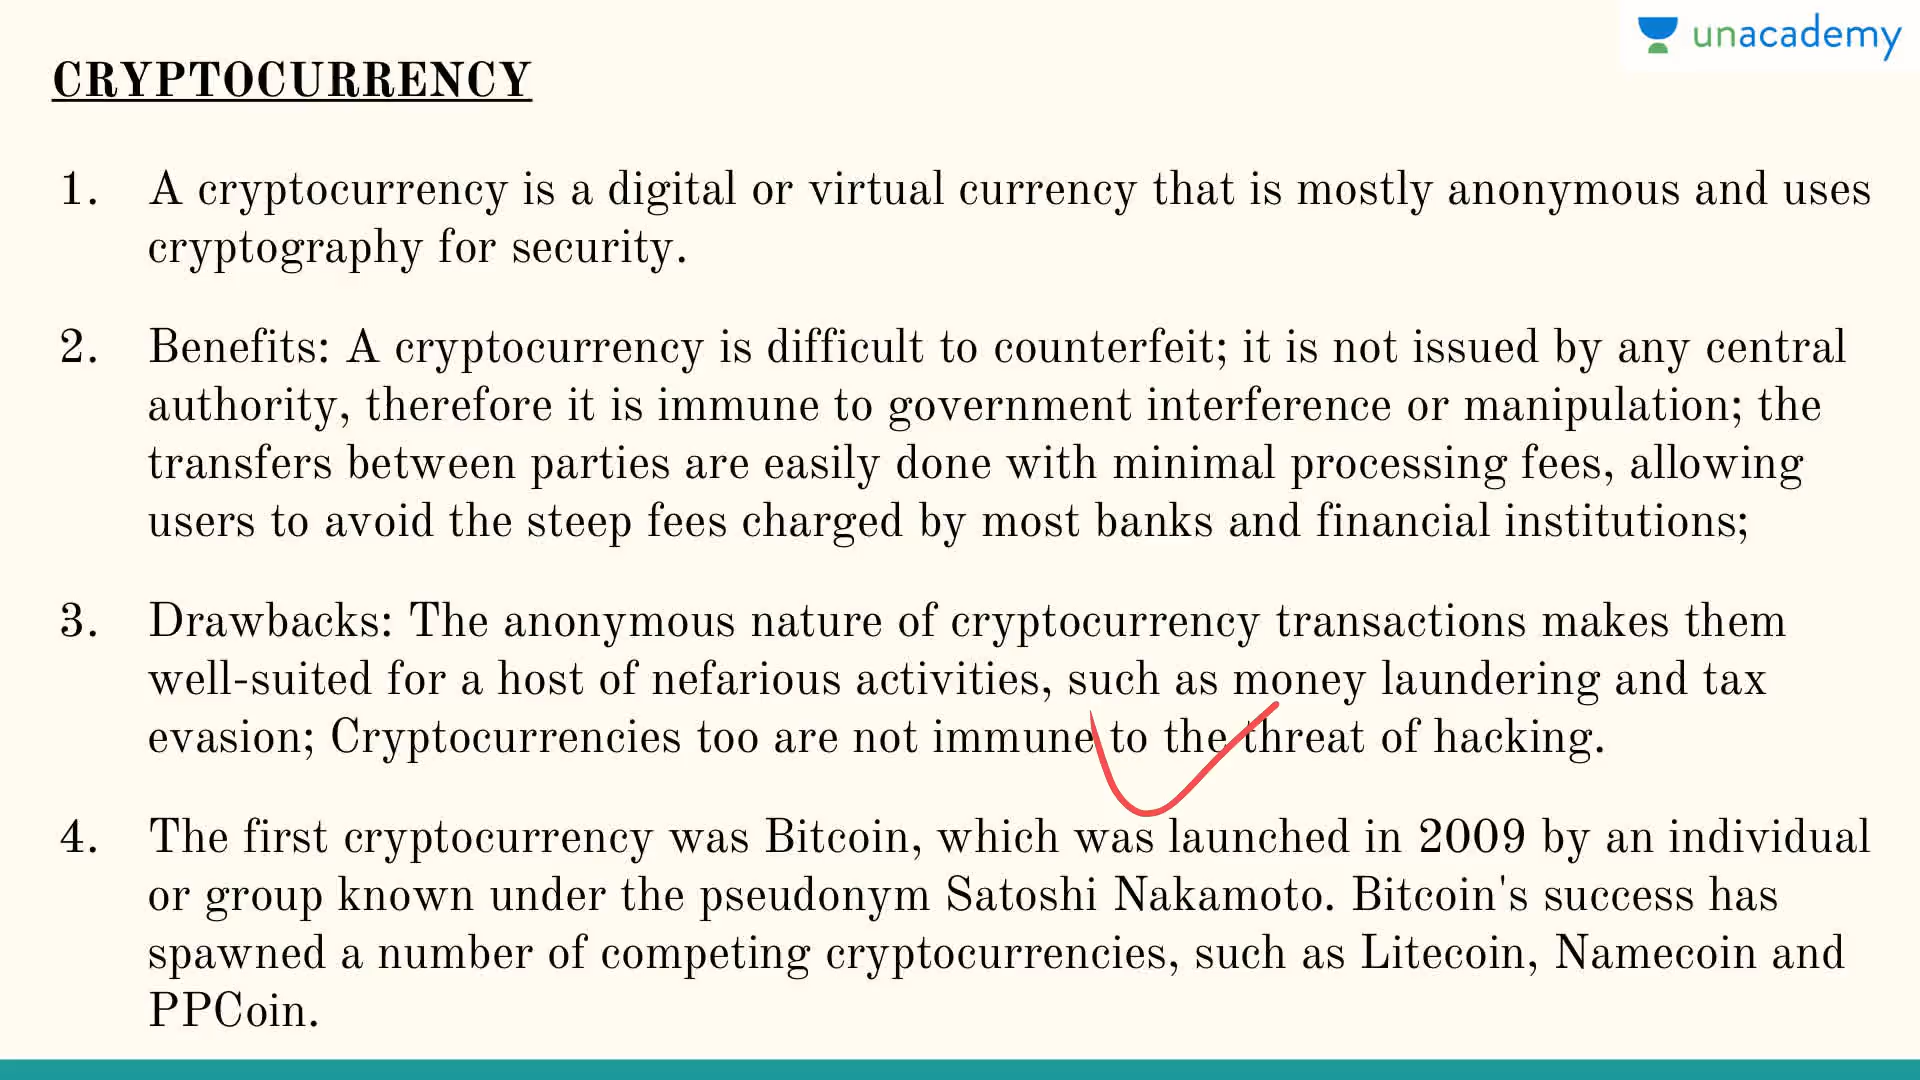 unacademy
CRYPTOCURRENCY
1. A cryptocurrency is a digital or virtual currency that is mostly anonymous and uses
cryptography for security.
2. Benefits: A cryptocurrency is difficult to counterfeit; it is not issued by any central
authority, therefore it is immune to government interference or manipulation; the
transfers between parties are easily done with minimal processing fees, allowing
users to avoid the steep fees charged by most banks and financial institutions;
3. Drawbacks: The anonymous nature of cryptocurrency transactions makes them
well-suited for a host of nefarious activities, such as money laundering and tax
evasion; Cryptocurrencies too are not immune to the threat of hacking.
4. The first cryptocurrency was Bitcoin, which was launched in 2009 by an individual
or group known under the pseudonym Satoshi Nakamoto. Bitcoin's success has
spawned a number of competing cryptocurrencies, such as Litecoin, Namecoin and
PPCoin.